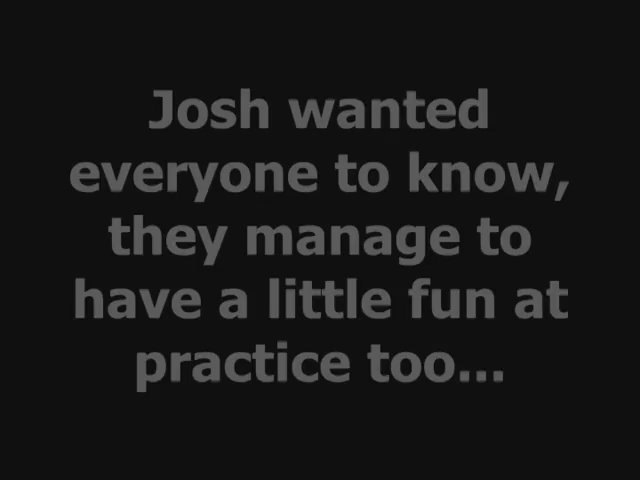 Josh wanted
everyone to know,
they manage to
have a little fun at
practice too...